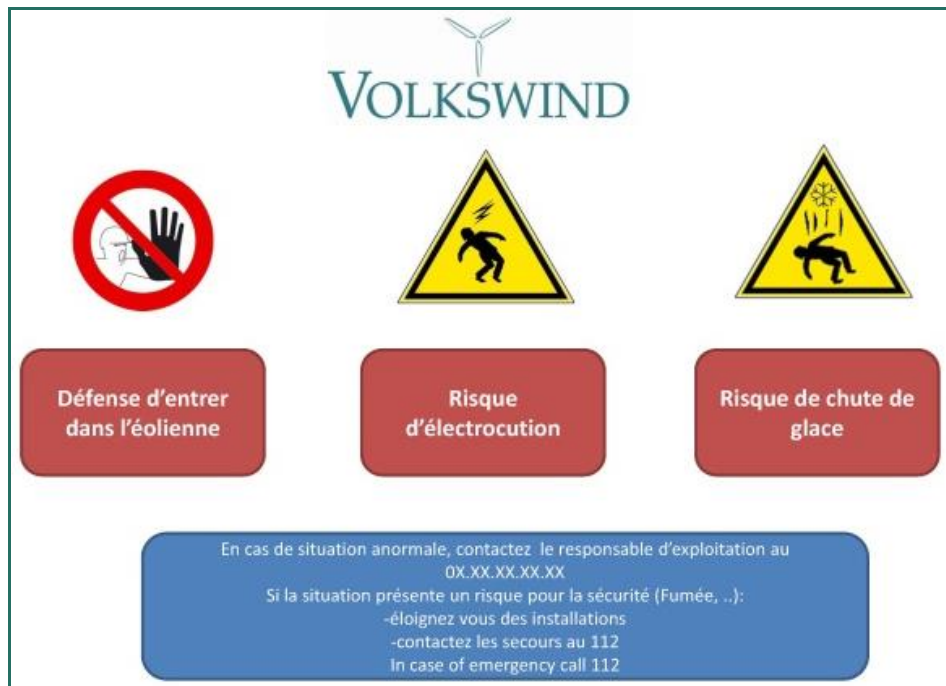 VOLKSWIND
Défense d'entrer
dans l'éolienne
Risque
d'électrocution
Risque de chute de
glace
En cas de situation anormale, contactez le responsable d'exploitation au
0X.XX.XX.XX.XX
Si la situation présente un risque pour la sécurité (Fumée, ..):
-éloignez vous des installations
-contactez les secours au 112
In case of emergency call 112